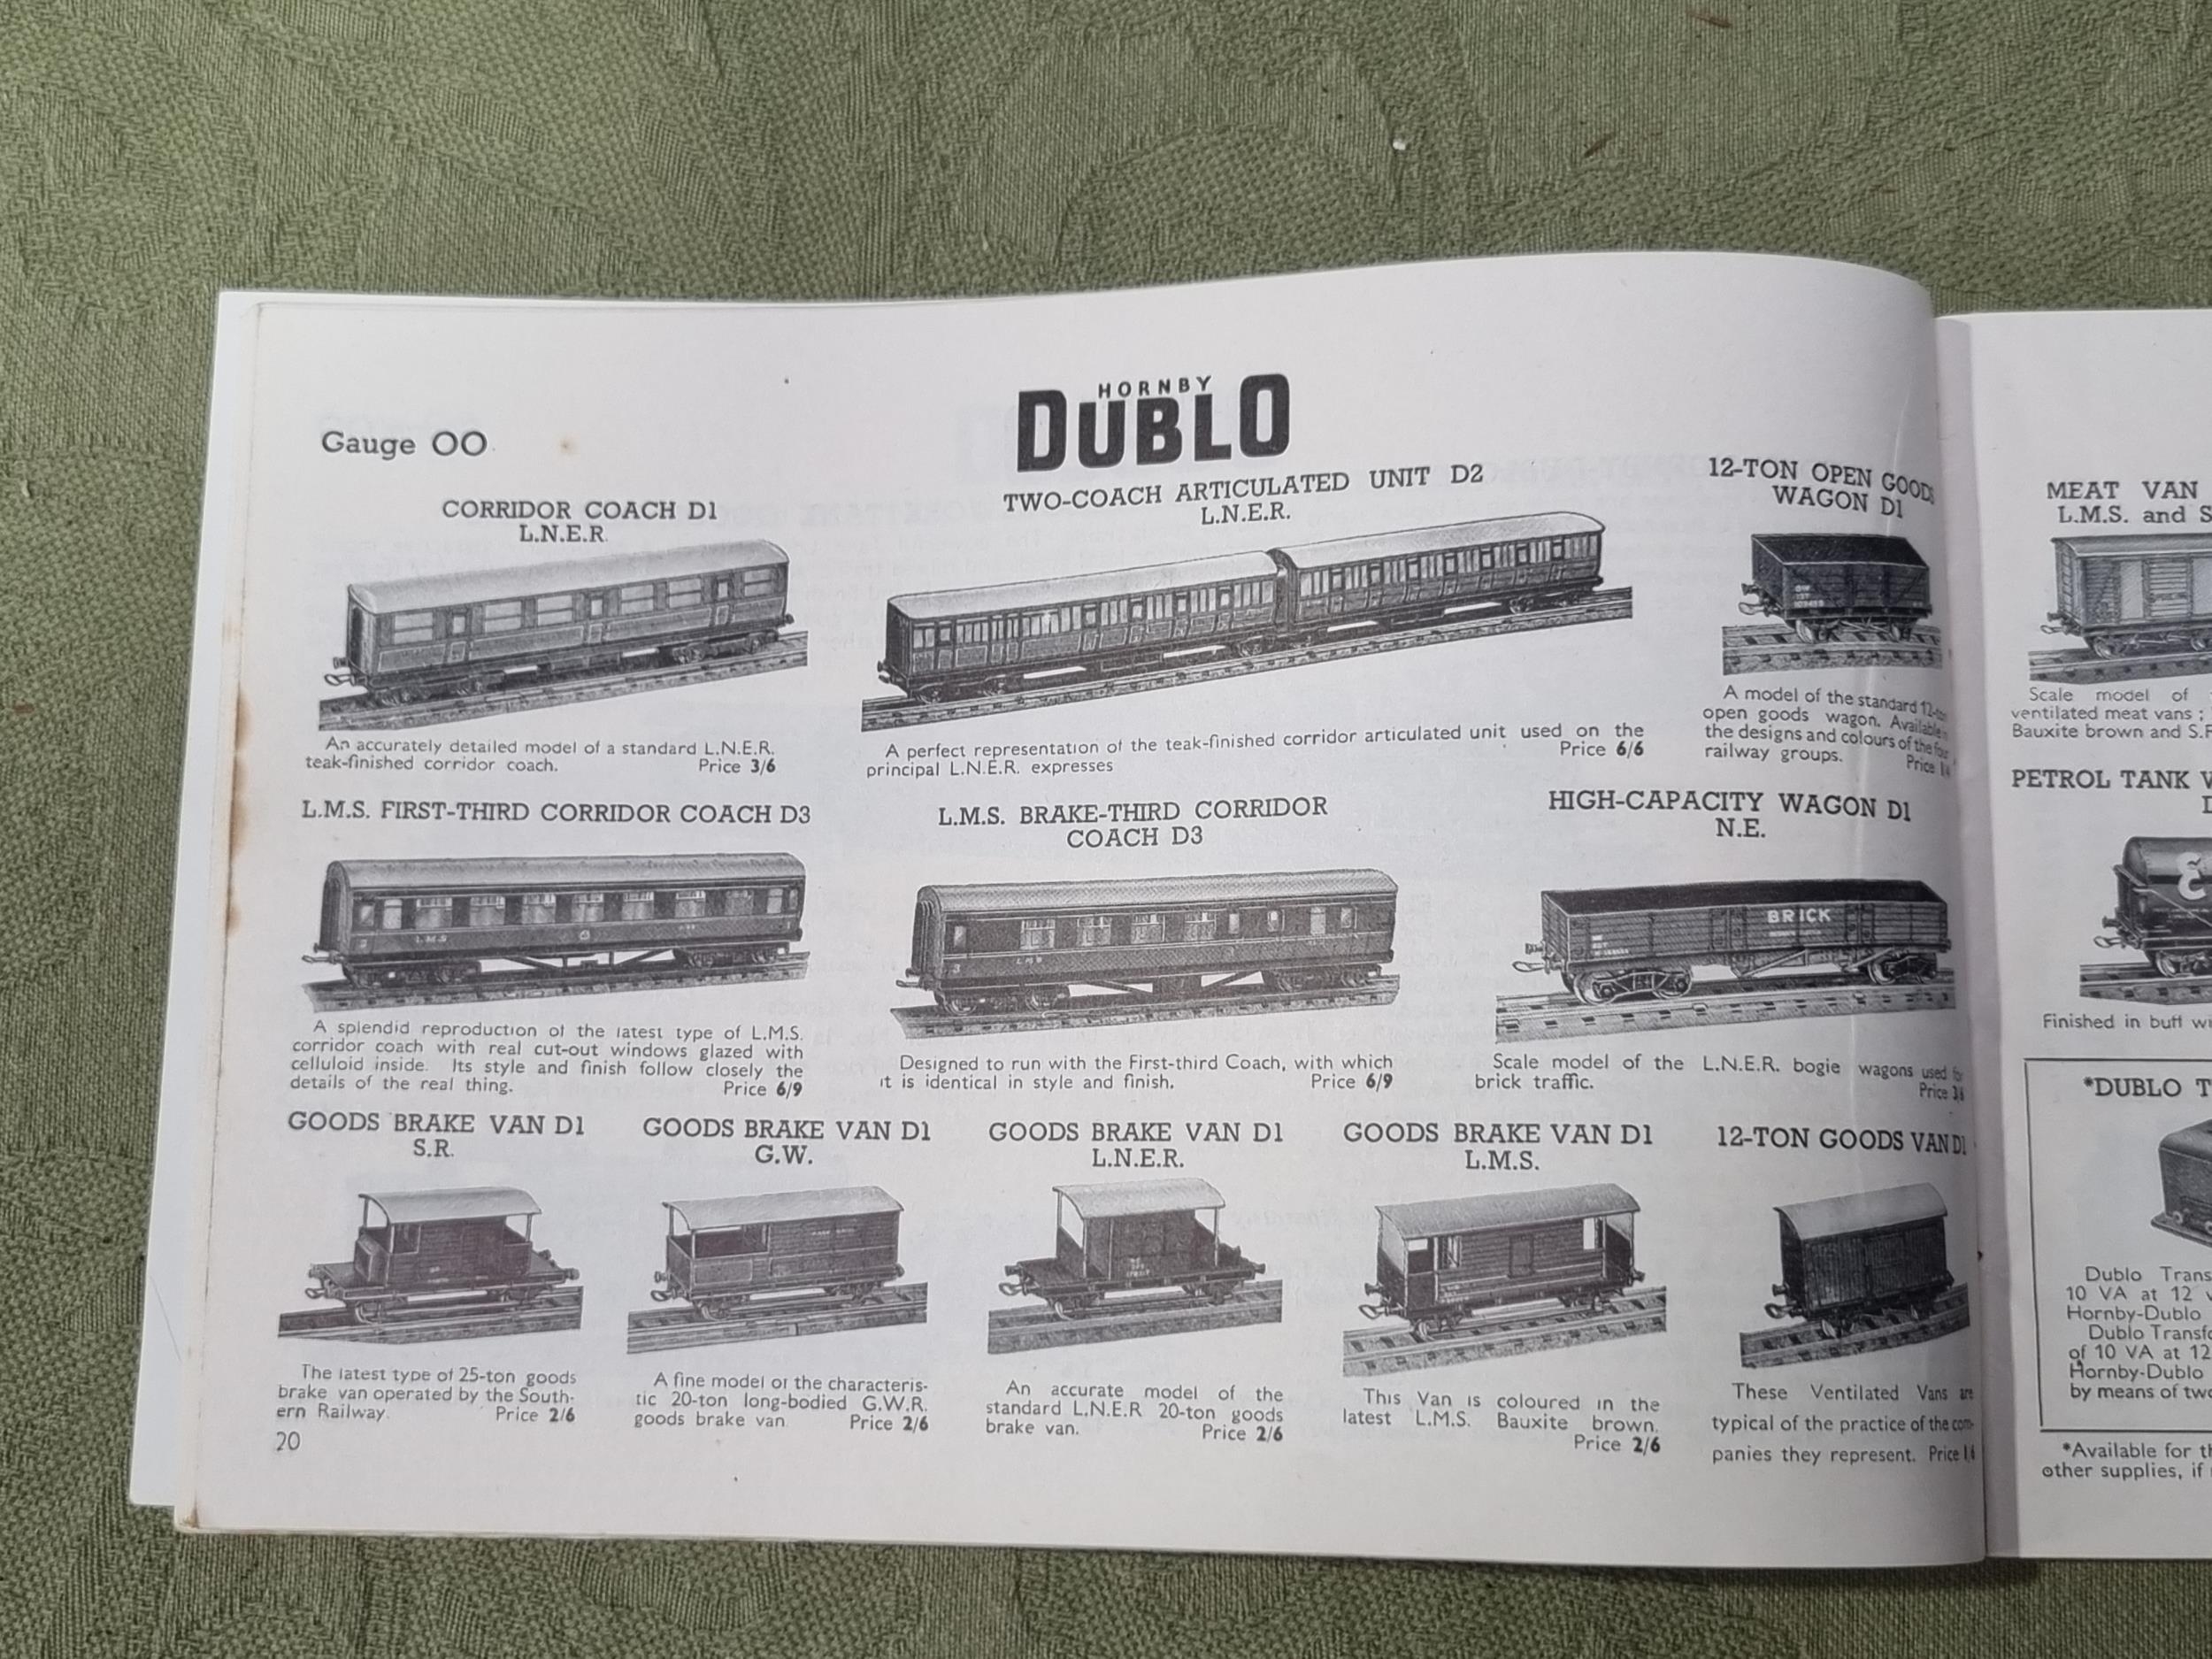 HORNBY
DUBLO
Gauge OO
CORRIDOR COACH D1
L.N.E.R.
An accurately detailed model of a standard L.N.E.R.
teak-finished corridor coach. Price 3/6
TWO-COACH ARTICULATED UNIT D2
L.N.E.R.
A perfect representation of the teak-finished corridor articulated unit used on the
principal L.N.E.R. expresses Price 6/6
12-TON OPEN GOODS
WAGON D1
A model of the standard 12-ton
open goods wagon. Available in
the designs and colours of the four
railway groups. Price
L.M.S. FIRST-THIRD CORRIDOR COACH D3
L.M.S
A splendid reproduction of the latest type of L.M.S.
corridor coach with real cut-out windows glazed with
celluloid inside. Its style and finish follow closely the
details of the real thing. Price 6/9
L.M.S. BRAKE-THIRD CORRIDOR
COACH D3
3 LMS
Designed to run with the First-third Coach, with which
it is identical in style and finish. Price 6/9
HIGH-CAPACITY WAGON D1
N.E.
BRICK
Scale model of the L.N.E.R. bogie wagons used for
brick traffic.
Price
GOODS BRAKE VAN D1
S.R.
The latest type of 25-ton goods
brake van operated by the South-
ern Railway. Price 2/6
GOODS BRAKE VAN D1
G.W.
A fine model of the characteris-
tic 20-ton long-bodied G.W.R.
goods brake van Price 2/6
GOODS BRAKE VAN D1
L.N.E.R.
An accurate model of the
standard L.N.E.R 20-ton goods
brake van. Price 2/6
GOODS BRAKE VAN D1
L.M.S.
This Van is coloured in the
latest L.M.S. Bauxite brown.
Price 2/6
12-TON GOODS VAN D1
These Ventilated Vans are
typical of the practice of the com-
panies they represent. Price
20
MEAT VAN
L.M.S. and S
Scale model of
ventilated meat vans ;
Bauxite brown and S.R
PETROL TANK
Finished in buff
*DUBLO T
Dublo Trans
10 VA at 12
Hornby-Dublo
Dublo Transfo
of 10 VA at 12
Hornby-Dublo
by means of two
*Available for
other supplies, if